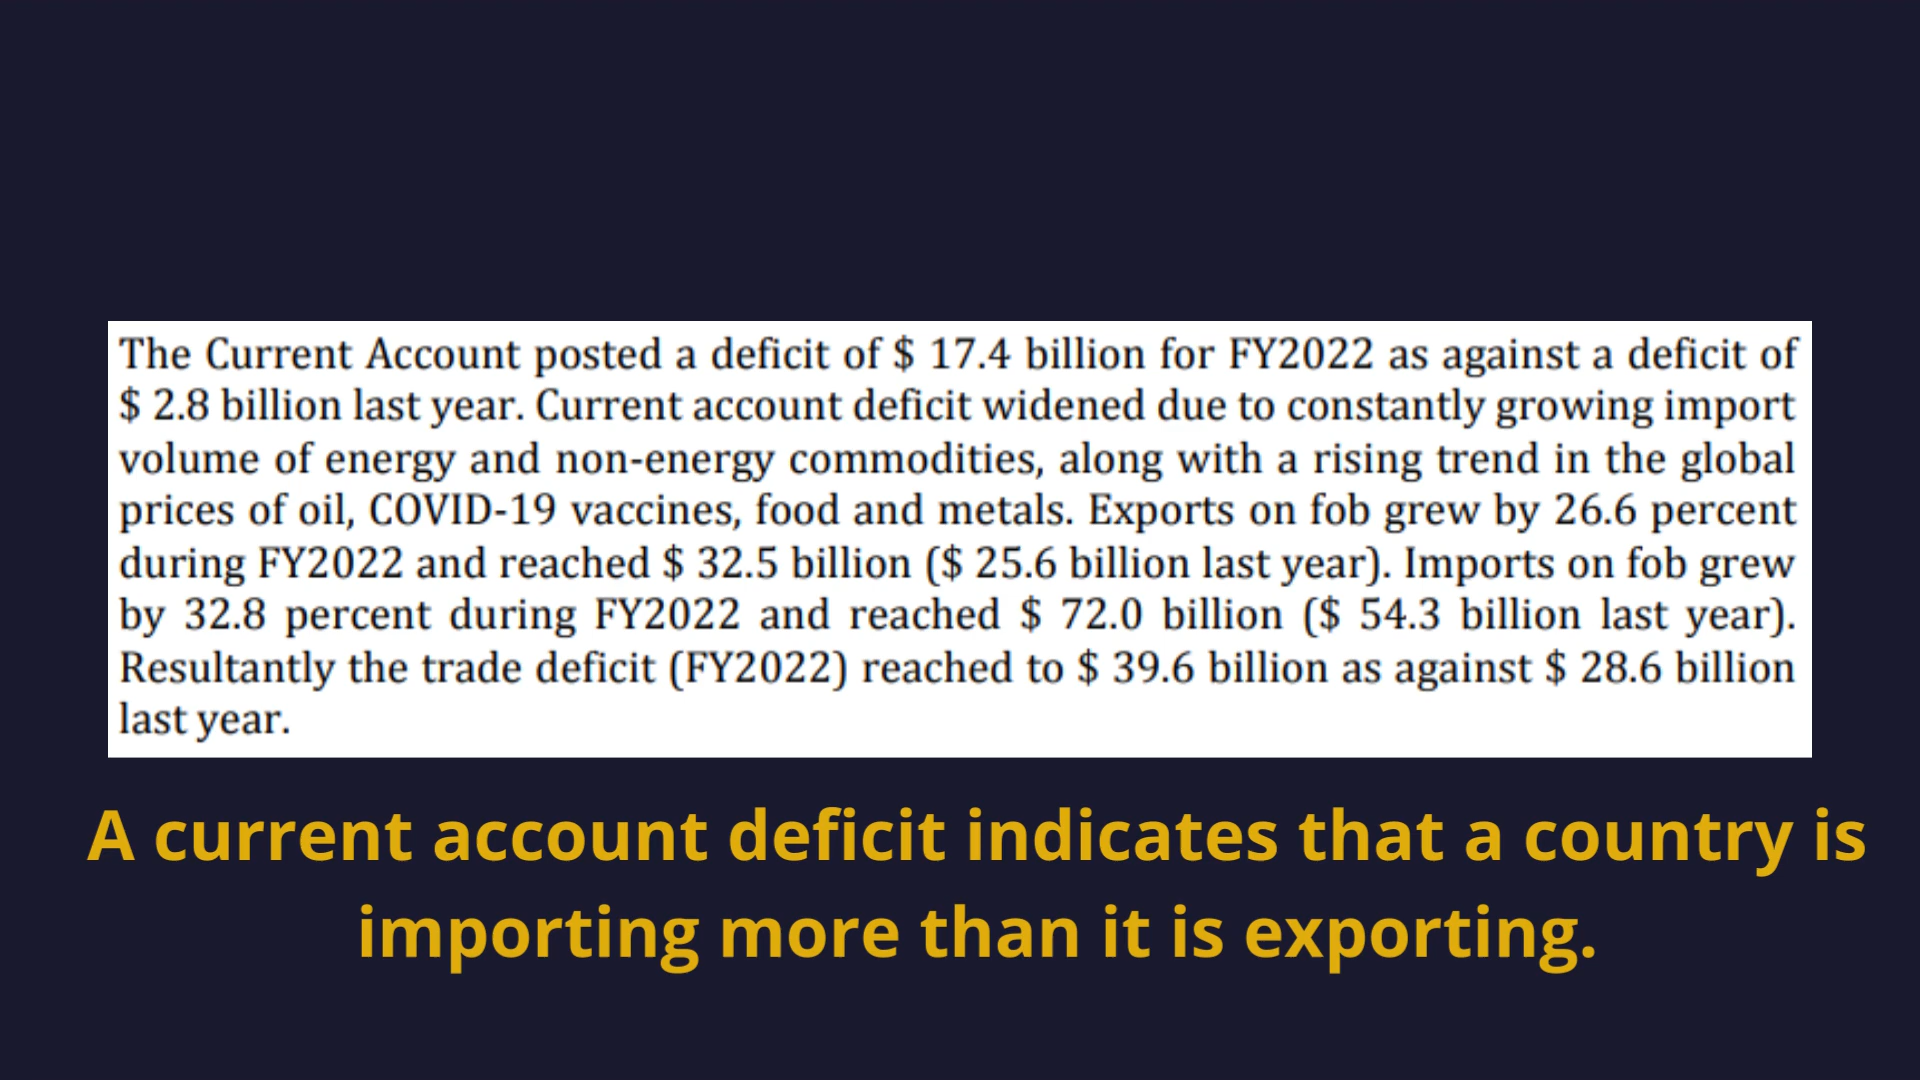 The Current Account posted a deficit of $ 17.4 billion for FY2022 as against a deficit of
$ 2.8 billion last year. Current account deficit widened due to constantly growing import
volume of energy and non-energy commodities, along with a rising trend in the global
prices of oil, COVID-19 vaccines, food and metals. Exports on fob grew by 26.6 percent
during FY2022 and reached $ 32.5 billion ($ 25.6 billion last year). Imports on fob grew
by 32.8 percent during FY2022 and reached $ 72.0 billion ($ 54.3 billion last year).
Resultantly the trade deficit (FY2022) reached to $ 39.6 billion as against $ 28.6 billion
last year.
A current account deficit indicates that a country is
importing more than it is exporting.